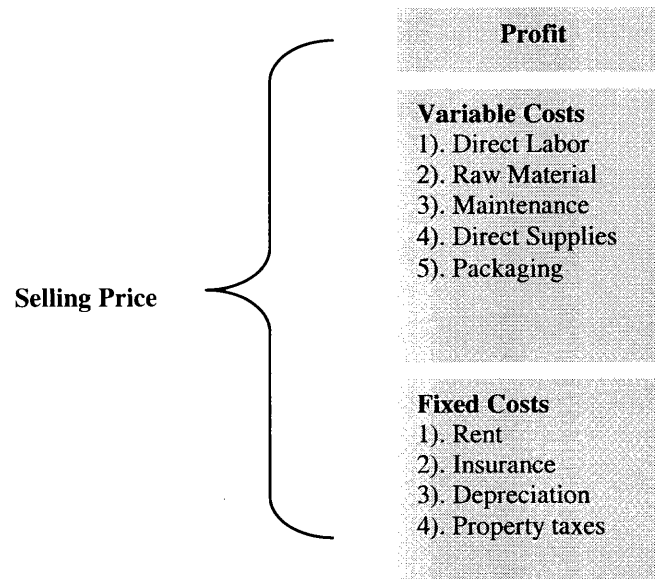 Profit
Variable Costs
1). Direct Labor
2). Raw Material
3). Maintenance
4). Direct Supplies
5). Packaging
Selling Price
Fixed Costs
1). Rent
2). Insurance
3). Depreciation
4). Property taxes